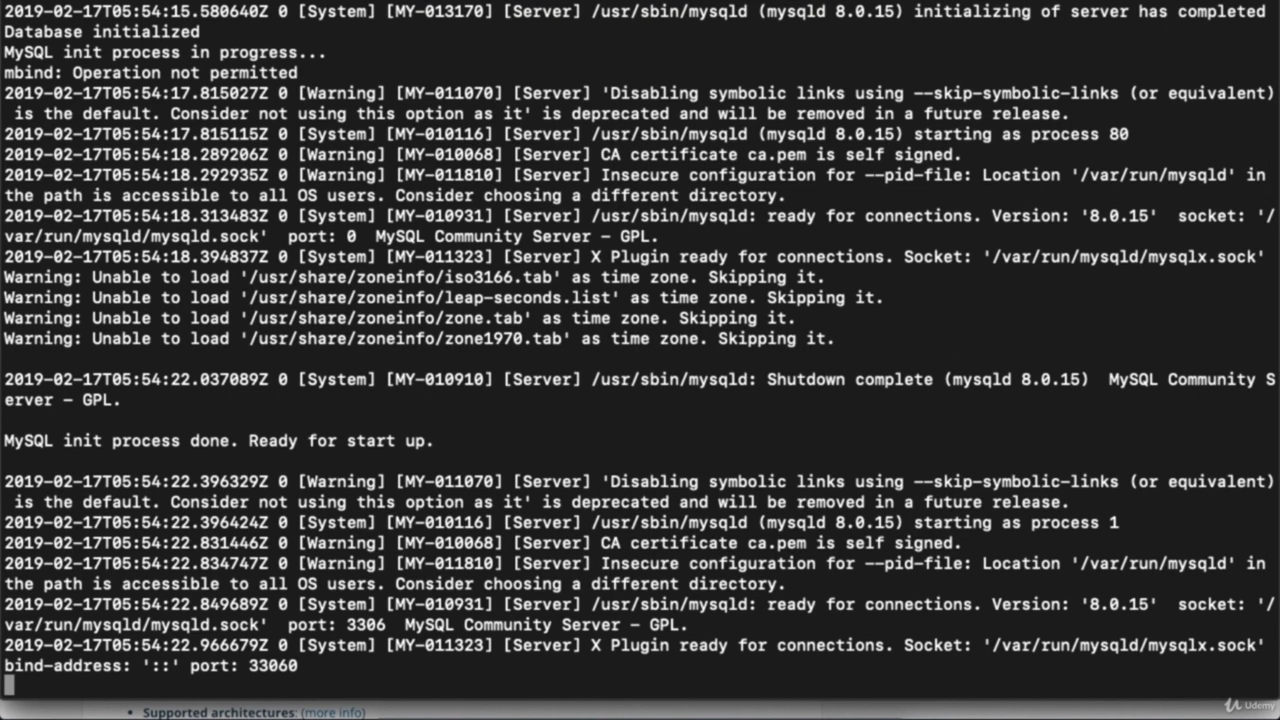 2019-02-17T05:54:15.580640Z 0 [System] [MY-013170] [Server] /usr/sbin/mysqld (mysqld 8.0.15) initializing of server has completed
Database initialized
MySQL init process in progress...
mbind: Operation not permitted
2019-02-17T05:54:17.815027Z 0 [Warning] [MY-011070] [Server] 'Disabling symbolic links using --skip-symbolic-links (or equivalent)
is the default. Consider not using this option as it' is deprecated and will be removed in a future release.
2019-02-17T05:54:17.815115Z 0 [System] [MY-010116] [Server] /usr/sbin/mysqld (mysqld 8.0.15) starting as process 80
2019-02-17T05:54:18.289206Z 0 [Warning] [MY-010068] [Server] CA certificate ca.pem is self signed.
2019-02-17T05:54:18.292935Z 0 [Warning] [MY-011810] [Server] Insecure configuration for --pid-file: Location '/var/run/mysqld' in
the path is accessible to all OS users. Consider choosing a different directory.
2019-02-17T05:54:18.313483Z 0 [System] [MY-010931] [Server] /usr/sbin/mysqld: ready for connections. Version: '8.0.15'  socket: '/
var/run/mysqld/mysqld.sock'  port: 0  MySQL Community Server - GPL.
2019-02-17T05:54:18.394837Z 0 [System] [MY-011323] [Server] X Plugin ready for connections. Socket: '/var/run/mysqld/mysqlx.sock'
Warning: Unable to load '/usr/share/zoneinfo/iso3166.tab' as time zone. Skipping it.
Warning: Unable to load '/usr/share/zoneinfo/leap-seconds.list' as time zone. Skipping it.
Warning: Unable to load '/usr/share/zoneinfo/zone.tab' as time zone. Skipping it.
Warning: Unable to load '/usr/share/zoneinfo/zone1970.tab' as time zone. Skipping it.
2019-02-17T05:54:22.037089Z 0 [System] [MY-010910] [Server] /usr/sbin/mysqld: Shutdown complete (mysqld 8.0.15)  MySQL Community S
erver - GPL.
MySQL init process done. Ready for start up.
2019-02-17T05:54:22.396329Z 0 [Warning] [MY-011070] [Server] 'Disabling symbolic links using --skip-symbolic-links (or equivalent)
is the default. Consider not using this option as it' is deprecated and will be removed in a future release.
2019-02-17T05:54:22.396424Z 0 [System] [MY-010116] [Server] /usr/sbin/mysqld (mysqld 8.0.15) starting as process 1
2019-02-17T05:54:22.831446Z 0 [Warning] [MY-010068] [Server] CA certificate ca.pem is self signed.
2019-02-17T05:54:22.834747Z 0 [Warning] [MY-011810] [Server] Insecure configuration for --pid-file: Location '/var/run/mysqld' in
the path is accessible to all OS users. Consider choosing a different directory.
2019-02-17T05:54:22.849689Z 0 [System] [MY-010931] [Server] /usr/sbin/mysqld: ready for connections. Version: '8.0.15'  socket: '/
var/run/mysqld/mysqld.sock'  port: 3306  MySQL Community Server - GPL.
2019-02-17T05:54:22.966679Z 0 [System] [MY-011323] [Server] X Plugin ready for connections. Socket: '/var/run/mysqld/mysqlx.sock'
bind-address: '::' port: 33060
• Supported architectures: (more info)
Udemy